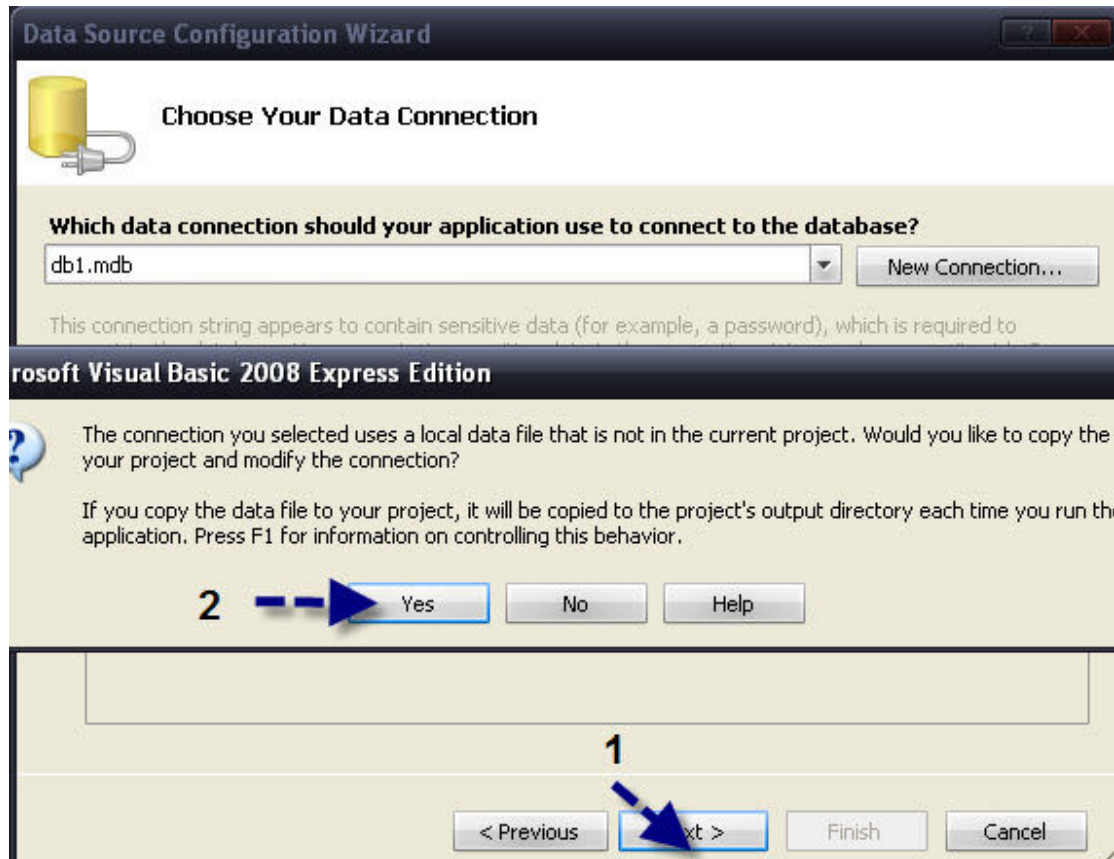 Data Source Configuration Wizard
Choose Your Data Connection
Which data connection should your application use to connect to the database?
db1.mdb
New Connection...
This connection string appears to contain sensitive data (for example, a password), which is required to
rosoft Visual Basic 2008 Express Edition
The connection you selected uses a local data file that is not in the current project. Would you like to copy the
your project and modify the connection?
If you copy the data file to your project, it will be copied to the project's output directory each time you run the
application. Press F1 for information on controlling this behavior.
2
Yes
No
Help
1
< Previous
xt >
Finish
Cancel